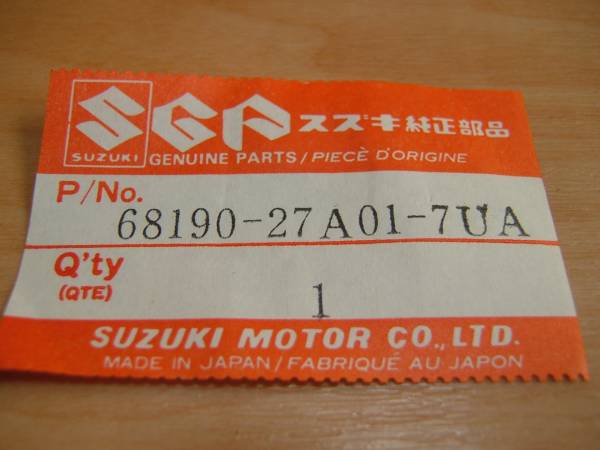 SGP スズキ純正部品
SUZUKI GENUINE PARTS/PIECÈ D'ORIGINE
P/No.
68190-27A01-7UA
Q'ty
(QTE)
1
SUZUKI MOTOR CO., LTD.
MADE IN JAPAN/FABRIQUÉ AU JAPON